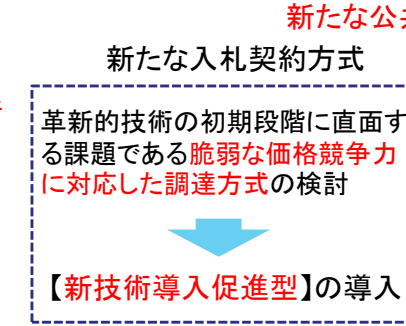 新たな公
新たな入札契約方式
革新的技術の初期段階に直面す
る課題である脆弱な価格競争力
に対応した調達方式の検討
【新技術導入促進型】の導入